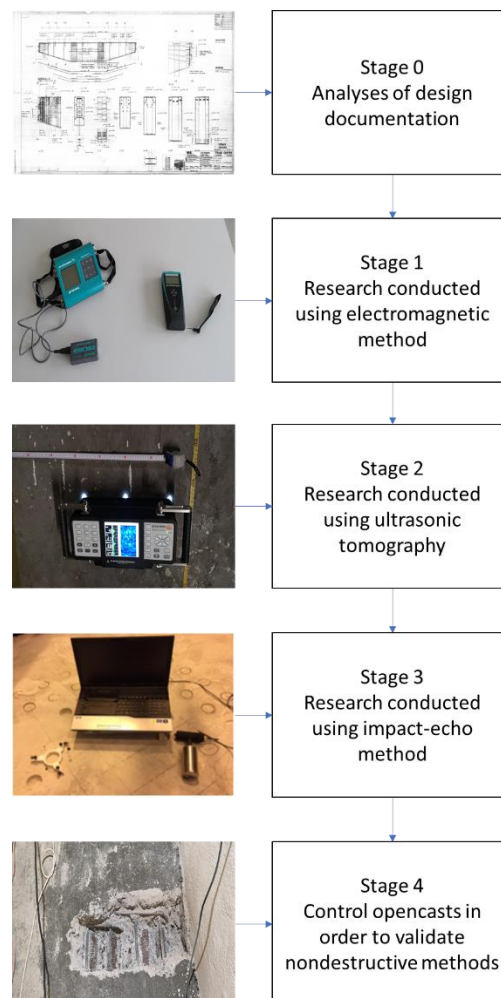 Stage 0
Analyses of design
documentation
Stage 1
Research conducted
using electromagnetic
method
Stage 2
Research conducted
using ultrasonic
tomography
Stage 3
Research conducted
using impact-echo
method
Stage 4
Control opencasts in
order to validate
nondestructive methods